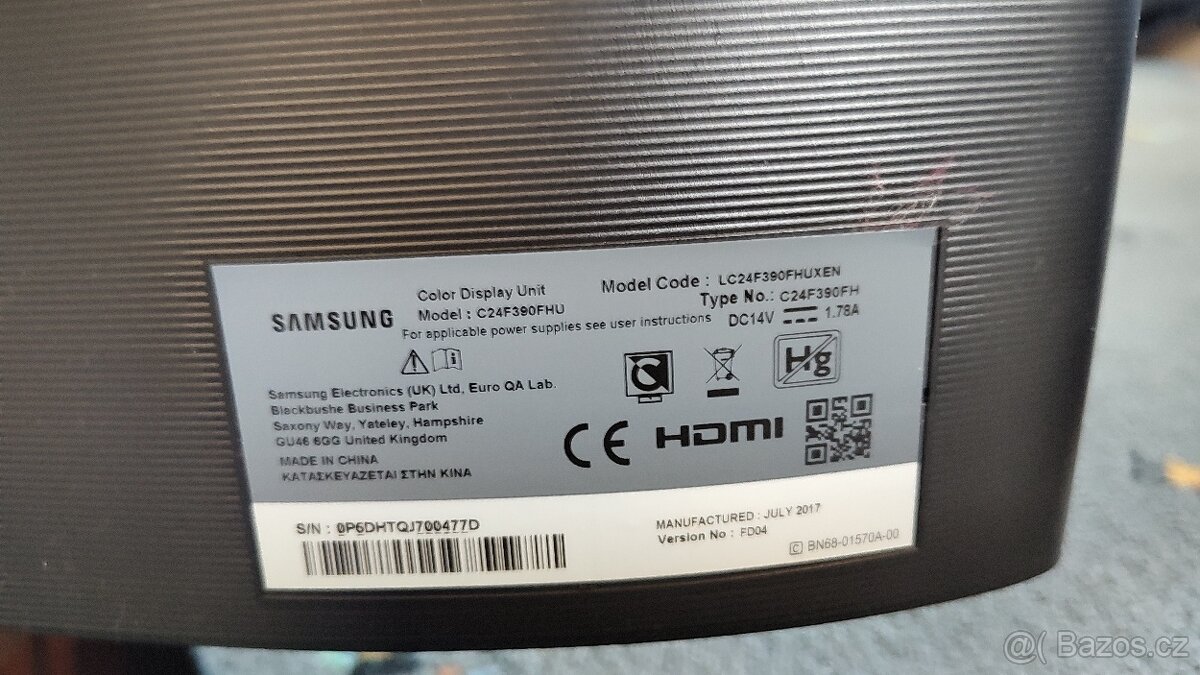 SAMSUNG
Color Display Unit
Model : C24F390FHU
Model Code : LC24F390FHUXEN
Type No.: C24F390FH
For applicable power supplies see user instructions
DC14V 1.78A
Samsung Electronics (UK) Ltd, Euro QA Lab.
Blackbushe Business Park
Saxony Way, Yateley, Hampshire
GU46 6GG United Kingdom
MADE IN CHINA
ΚΑΤΑΣΚΕΥΑΖΕΤΑΙ ΣΤΗΝ ΚΙΝΑ
Hg
CE HDMI
S/N : 0P6DHTQJ700477D
MANUFACTURED : JULY 2017
Version No : FD04
C BN68-01570A-00
@( Bazos.cz